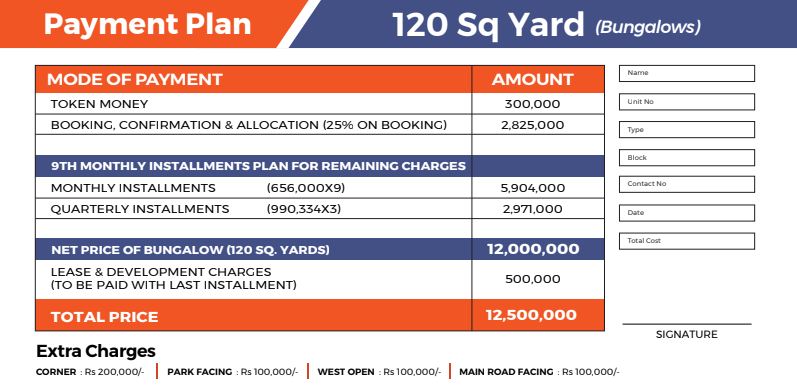 Payment Plan
120 Sq Yard (Bungalows)
MODE OF PAYMENT AMOUNT
TOKEN MONEY 300,000
BOOKING, CONFIRMATION & ALLOCATION (25% ON BOOKING) 2,825,000
9TH MONTHLY INSTALLMENTS PLAN FOR REMAINING CHARGES
MONTHLY INSTALLMENTS (656,000X9) 5,904,000
QUARTERLY INSTALLMENTS (990,334X3) 2,971,000
NET PRICE OF BUNGALOW (120 SQ. YARDS) 12,000,000
LEASE & DEVELOPMENT CHARGES
(TO BE PAID WITH LAST INSTALLMENT) 500,000
TOTAL PRICE 12,500,000
Name
Unit No
Type
Block
Contact No
Date
Total Cost
SIGNATURE
Extra Charges
CORNER : Rs 200,000/- PARK FACING : Rs 100,000/- WEST OPEN : Rs 100,000/- MAIN ROAD FACING : Rs 100,000/-